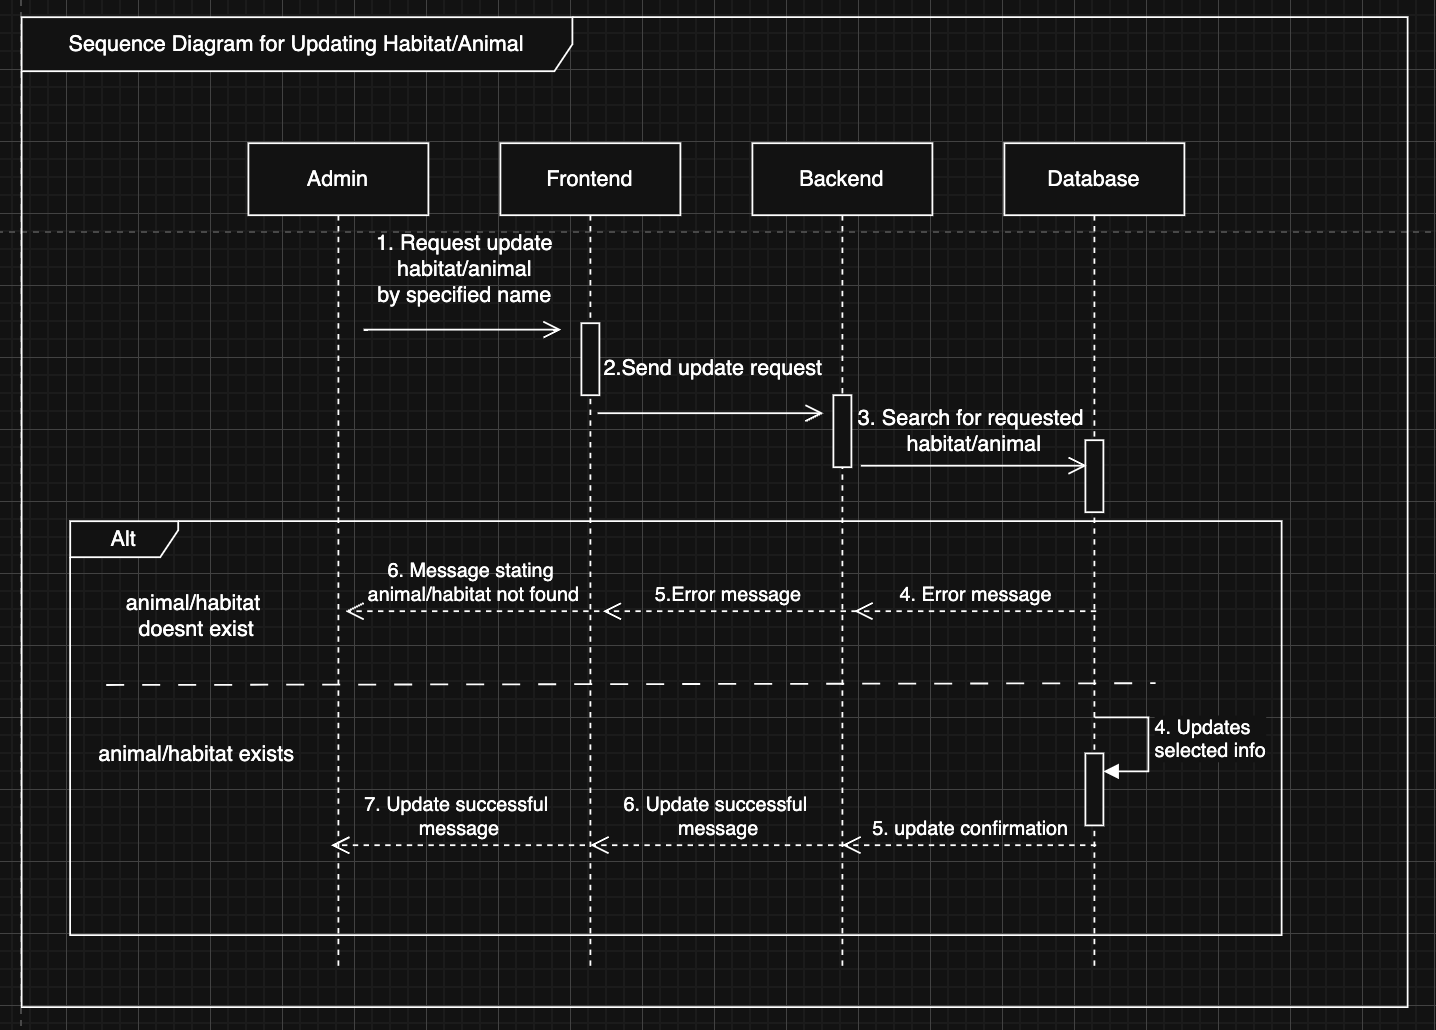 Sequence Diagram for Updating Habitat/Animal
Admin
Frontend
Backend
Database
1. Request update
habitat/animal
by specified name
2.Send update request
3. Search for requested
habitat/animal
Alt
animal/habitat
doesnt exist
6. Message stating
animal/habitat not found
5.Error message
4. Error message
animal/habitat exists
4. Updates
selected info
7. Update successful
message
6. Update successful
message
5. update confirmation